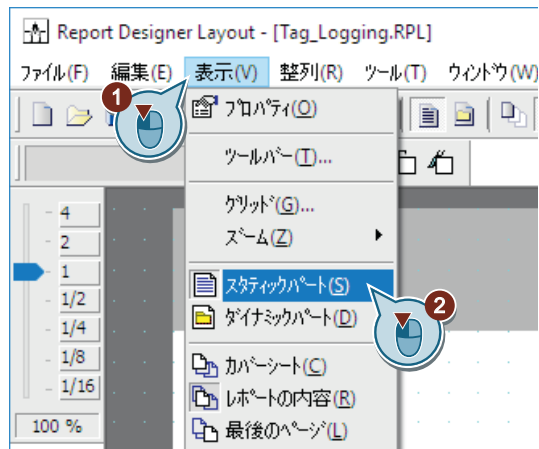 Report Designer Layout - [Tag_Logging.RPL]
ﾌｧｲﾙ(F) 編集(E) 表示(V) 整列(R) ﾂｰﾙ(T) ｳｨﾝﾄﾞｳ(W)
1
ﾌﾟﾛﾊﾟﾃｨ(O)
ﾂｰﾙﾊﾞｰ(T)...
ｸﾞﾘｯﾄﾞ(G)...
ｽﾞｰﾑ(Z)
ｽﾀﾃｨｯｸﾊﾟｰﾄ(S)
2
ﾀﾞｲﾅﾐｯｸﾊﾟｰﾄ(D)
ｶﾊﾞｰｼｰﾄ(C)
ﾚﾎﾟｰﾄの内容(R)
最後のﾍﾟｰｼﾞ(L)
4
2
1
1/2
1/4
1/8
1/16
100 %